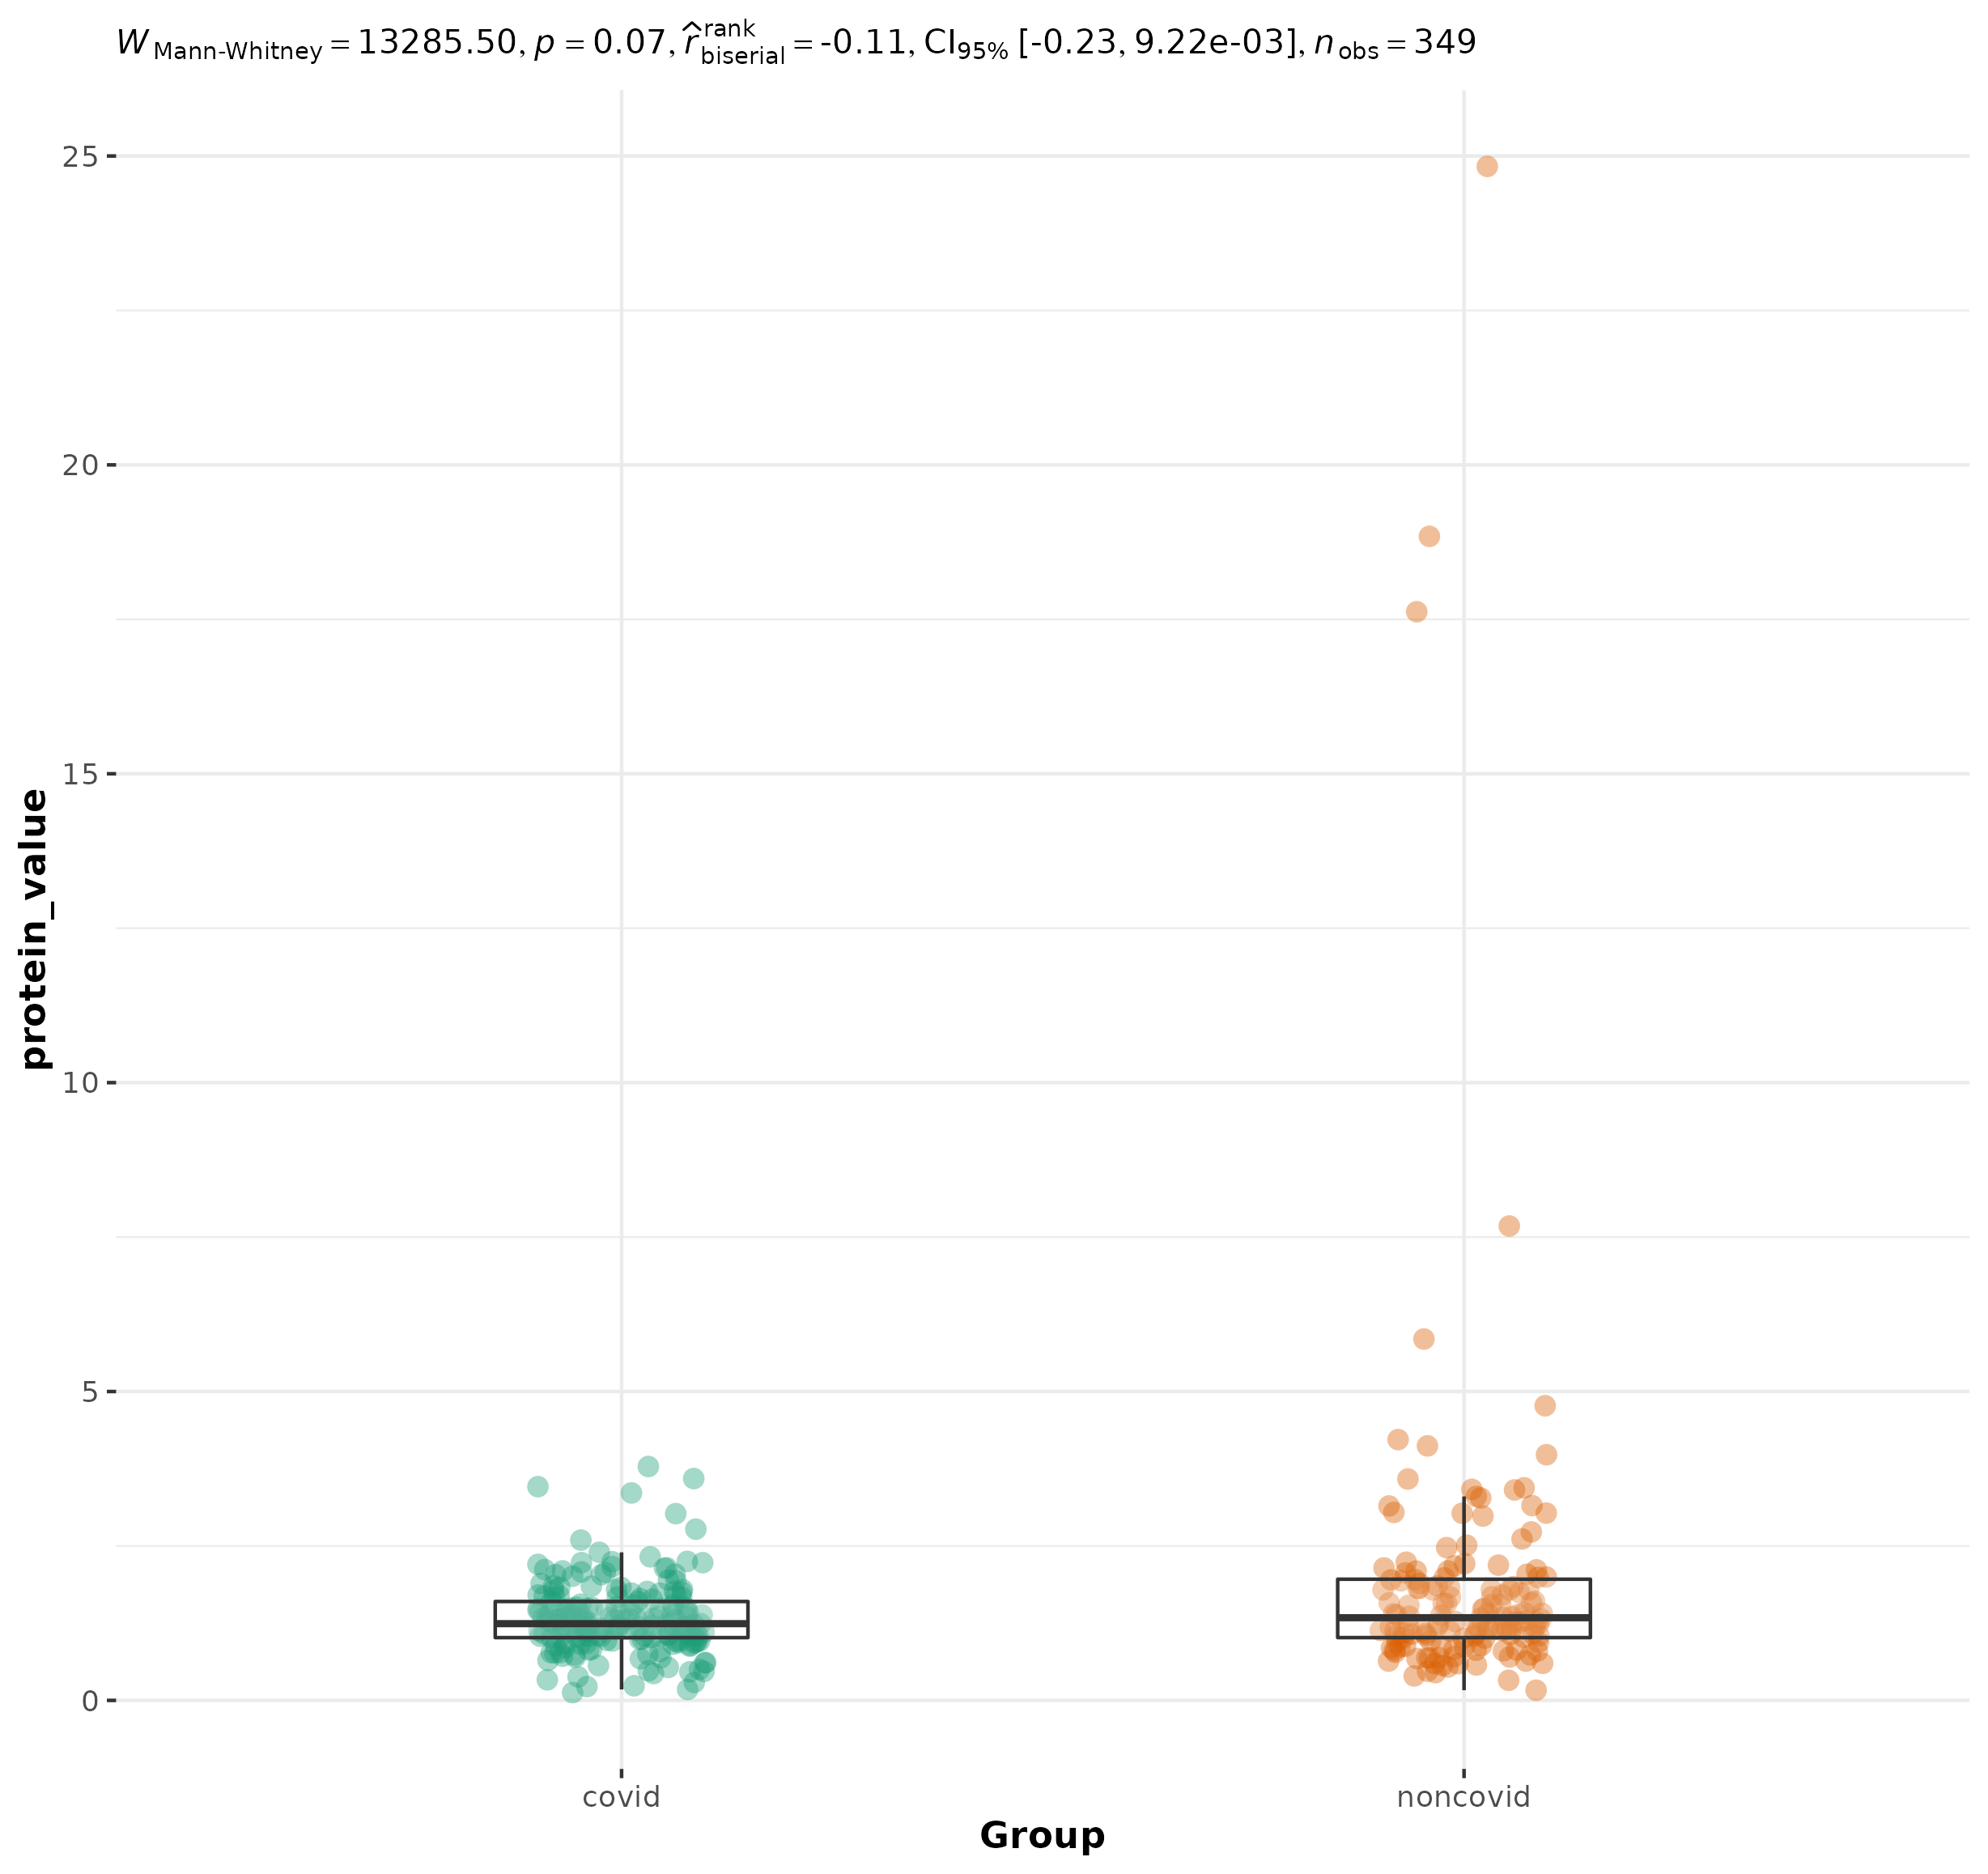 W Mann-Whitney = 13285.50, p = 0.07, r̂ rank biserial = -0.11, CI95% [-0.23, 9.22e-03], n obs = 349
25
20
15
10
5
0
protein_value
covid noncovid
Group